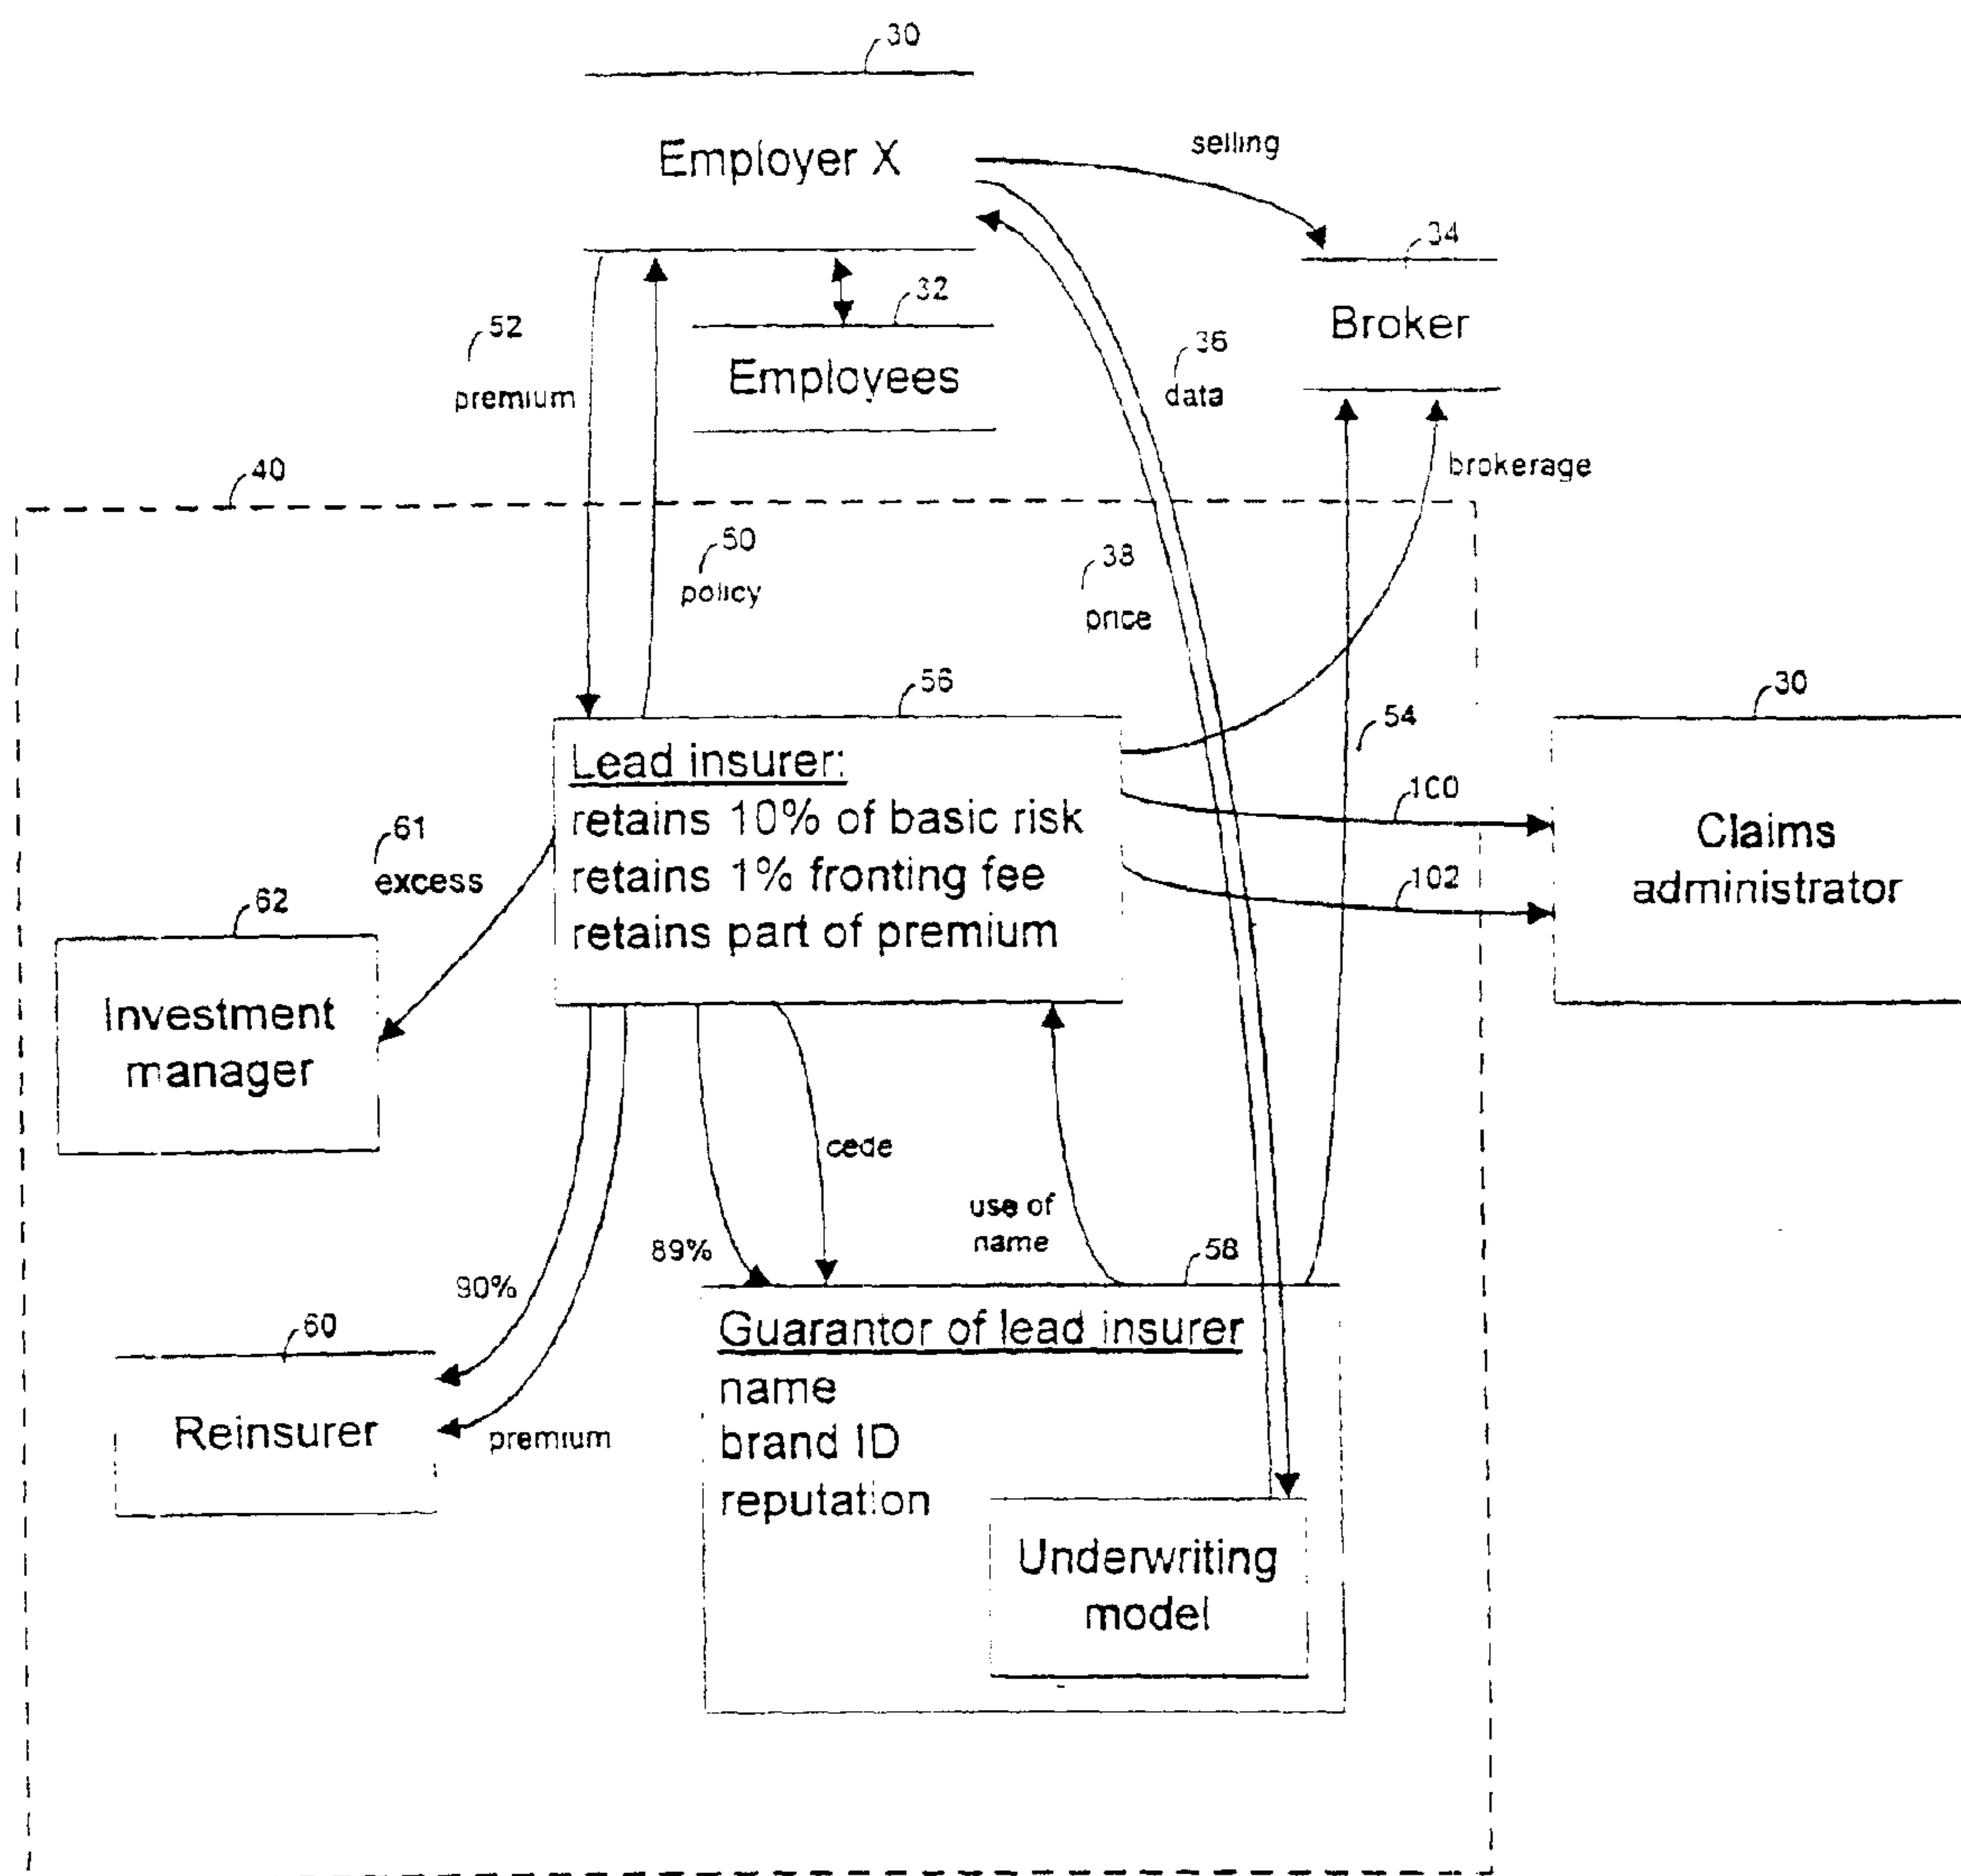 30
Employer X
selling
34
Broker
32
Employees
52
premium
36
data
brokerage
40
50
policy
38
price
56
Lead insurer:
retains 10% of basic risk
retains 1% fronting fee
retains part of premium
54
30
Claims
administrator
100
102
61
excess
62
Investment
manager
cede
use of
name
89%
90%
58
Guarantor of lead insurer
name
brand ID
reputation
60
Reinsurer
premium
Underwriting
model